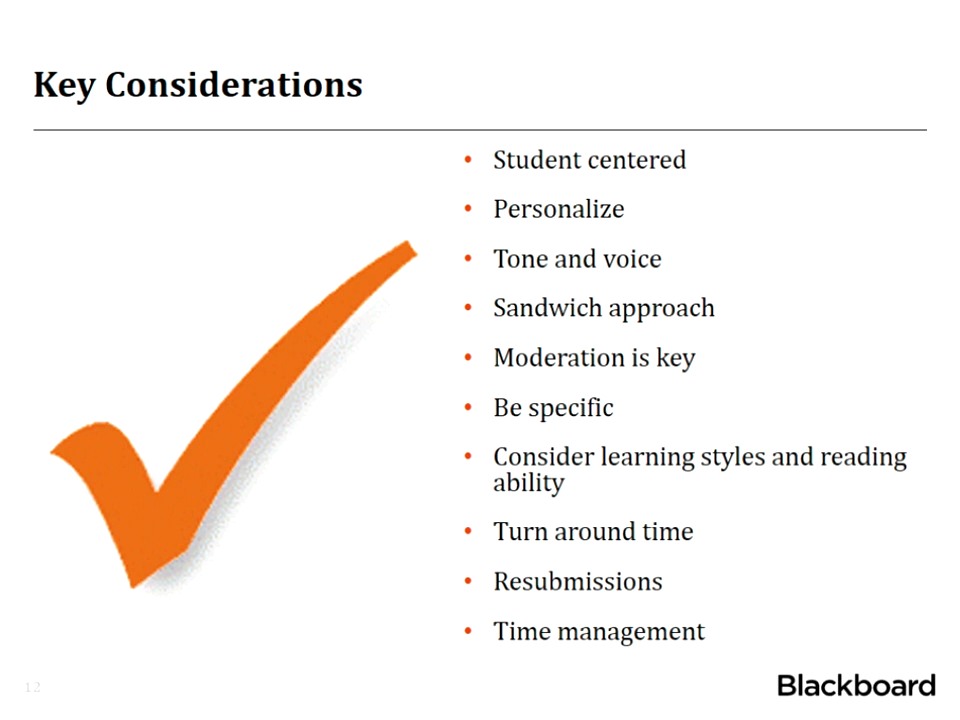 Key Considerations
• Student centered
• Personalize
• Tone and voice
• Sandwich approach
• Moderation is key
• Be specific
• Consider learning styles and reading
ability
• Turn around time
• Resubmissions
• Time management
12
Blackboard